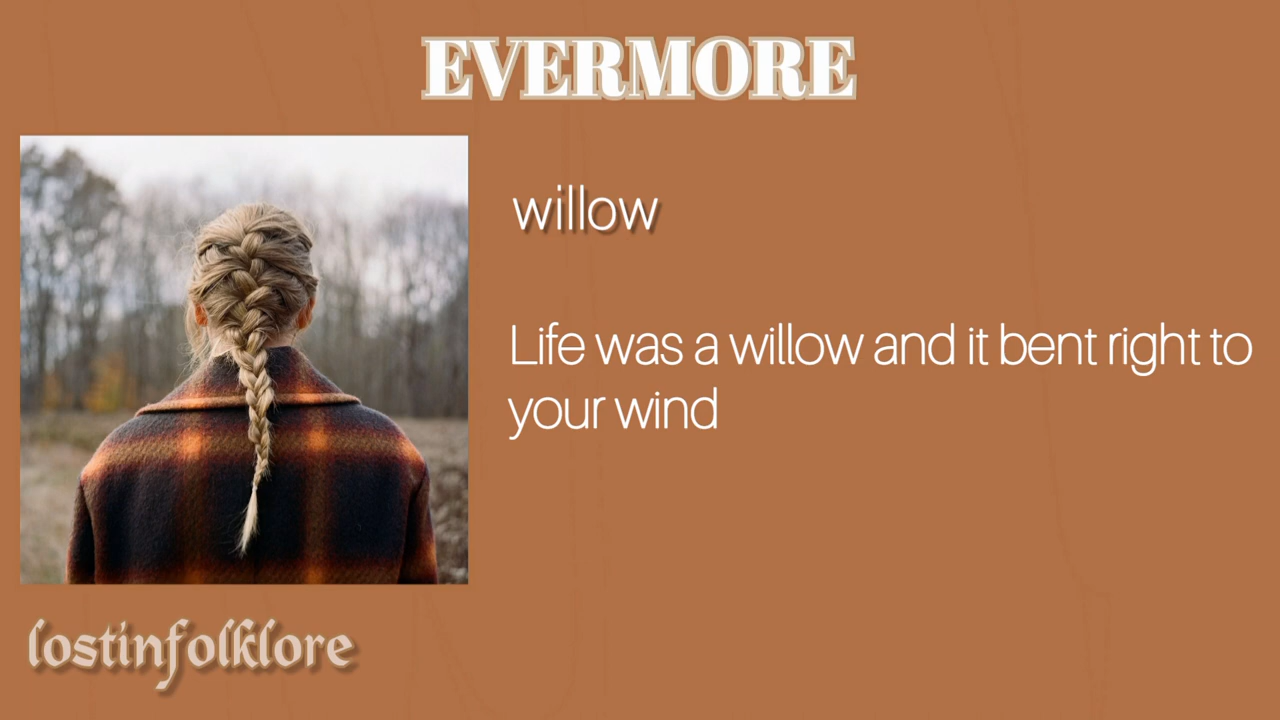 EVERMORE
willow
Life was a willow and it bent right to
your wind
lostinfolklore